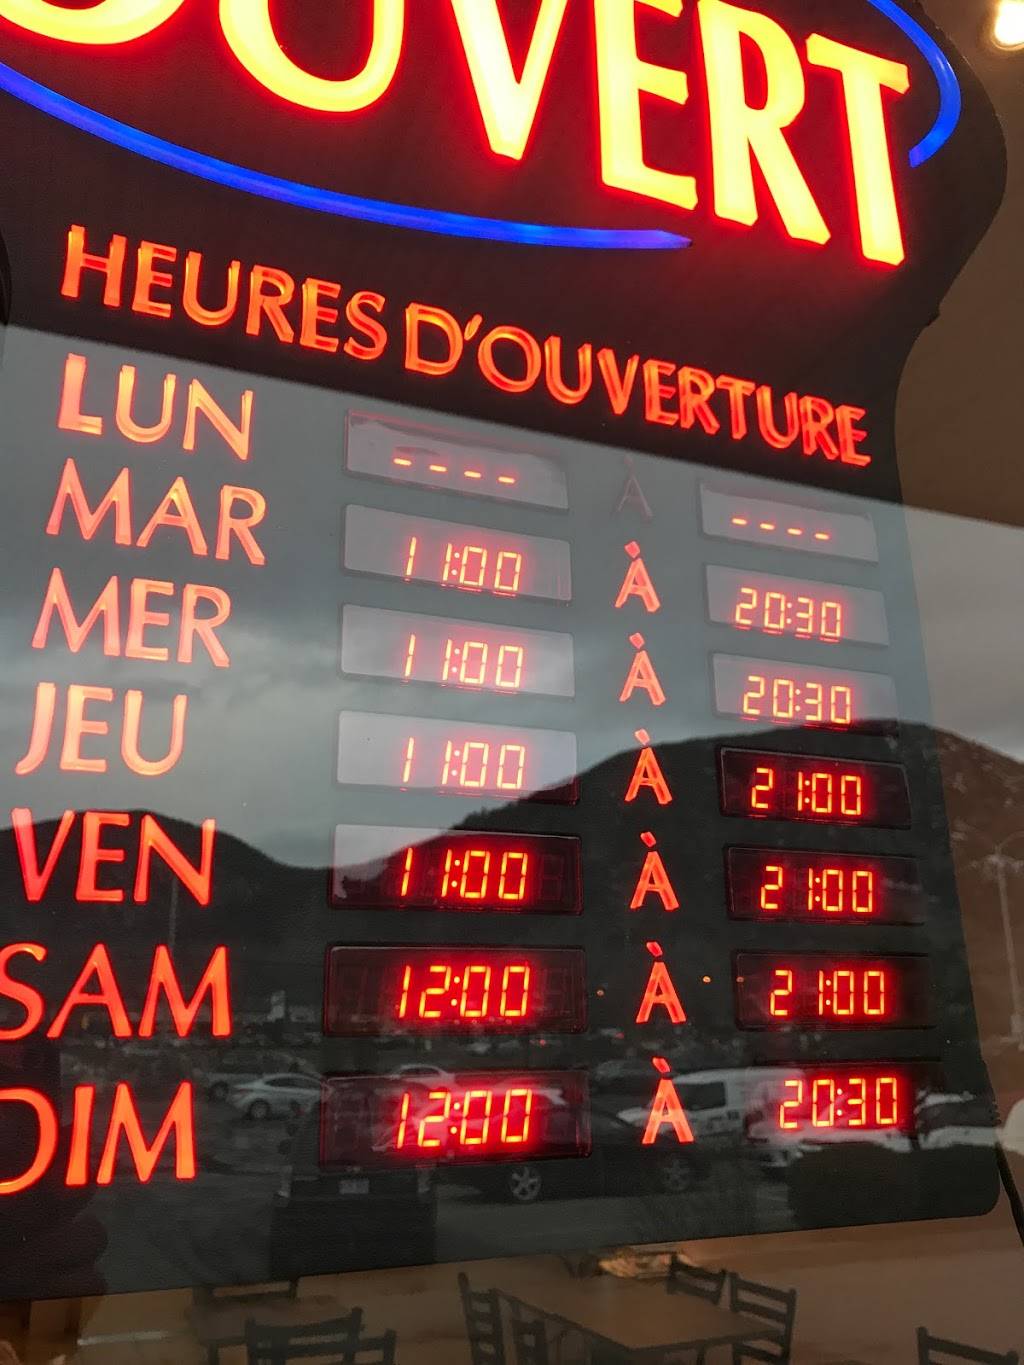 OUVERT
HEURES D'OUVERTURE
LUN ---- À ----
MAR 11:00 À 20:30
MER 11:00 À 20:30
JEU 11:00 À 21:00
VEN 11:00 À 21:00
SAM 12:00 À 21:00
DIM 12:00 À 20:30